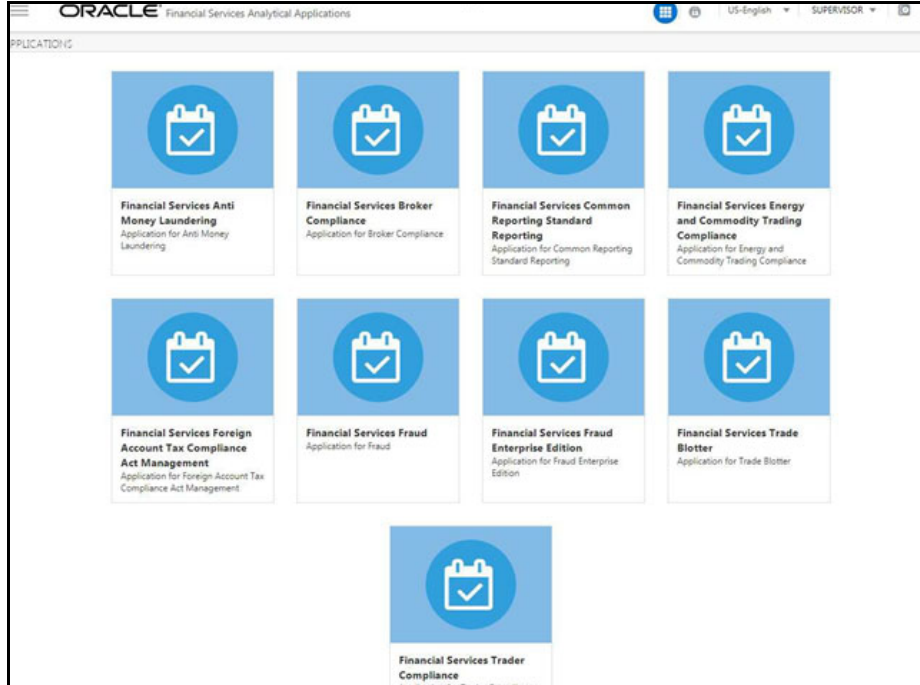 ORACLE® Financial Services Analytical Applications
US-English
SUPERVISOR
PPLICATIONS
Financial Services Anti
Money Laundering
Application for Anti Money
Laundering
Financial Services Broker
Compliance
Application for Broker Compliance
Financial Services Common
Reporting Standard
Reporting
Application for Common Reporting
Standard Reporting
Financial Services Energy
and Commodity Trading
Compliance
Application for Energy and
Commodity Trading Compliance
Financial Services Foreign
Account Tax Compliance
Act Management
Application for Foreign Account Tax
Compliance Act Management
Financial Services Fraud
Application for Fraud
Financial Services Fraud
Enterprise Edition
Application for Fraud Enterprise
Edition
Financial Services Trade
Blotter
Application for Trade Blotter
Financial Services Trader
Compliance